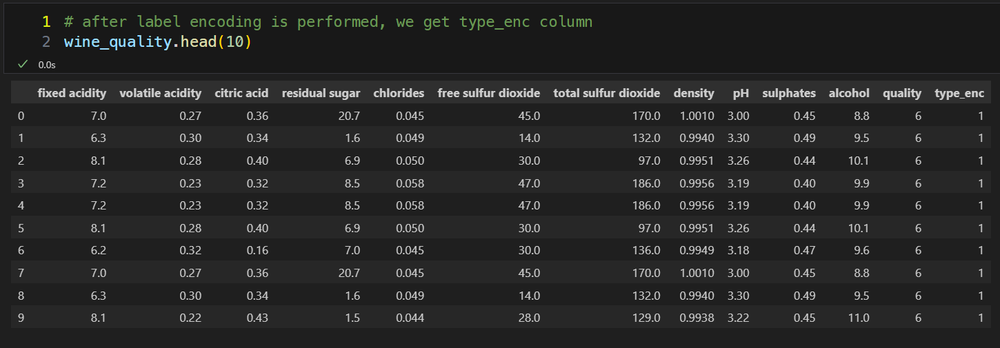 1 # after label encoding is performed, we get type_enc column
2 wine_quality.head(10)
0.0s
fixed acidity volatile acidity citric acid residual sugar chlorides free sulfur dioxide total sulfur dioxide density pH sulphates alcohol quality type_enc
0 7.0 0.27 0.36 20.7 0.045 45.0 170.0 1.0010 3.00 0.45 8.8 6 1
1 6.3 0.30 0.34 1.6 0.049 14.0 132.0 0.9940 3.30 0.49 9.5 6 1
2 8.1 0.28 0.40 6.9 0.050 30.0 97.0 0.9951 3.26 0.44 10.1 6 1
3 7.2 0.23 0.32 8.5 0.058 47.0 186.0 0.9956 3.19 0.40 9.9 6 1
4 7.2 0.23 0.32 8.5 0.058 47.0 186.0 0.9956 3.19 0.40 9.9 6 1
5 8.1 0.28 0.40 6.9 0.050 30.0 97.0 0.9951 3.26 0.44 10.1 6 1
6 6.2 0.32 0.16 7.0 0.045 30.0 136.0 0.9949 3.18 0.47 9.6 6 1
7 7.0 0.27 0.36 20.7 0.045 45.0 170.0 1.0010 3.00 0.45 8.8 6 1
8 6.3 0.30 0.34 1.6 0.049 14.0 132.0 0.9940 3.30 0.49 9.5 6 1
9 8.1 0.22 0.43 1.5 0.044 28.0 129.0 0.9938 3.22 0.45 11.0 6 1